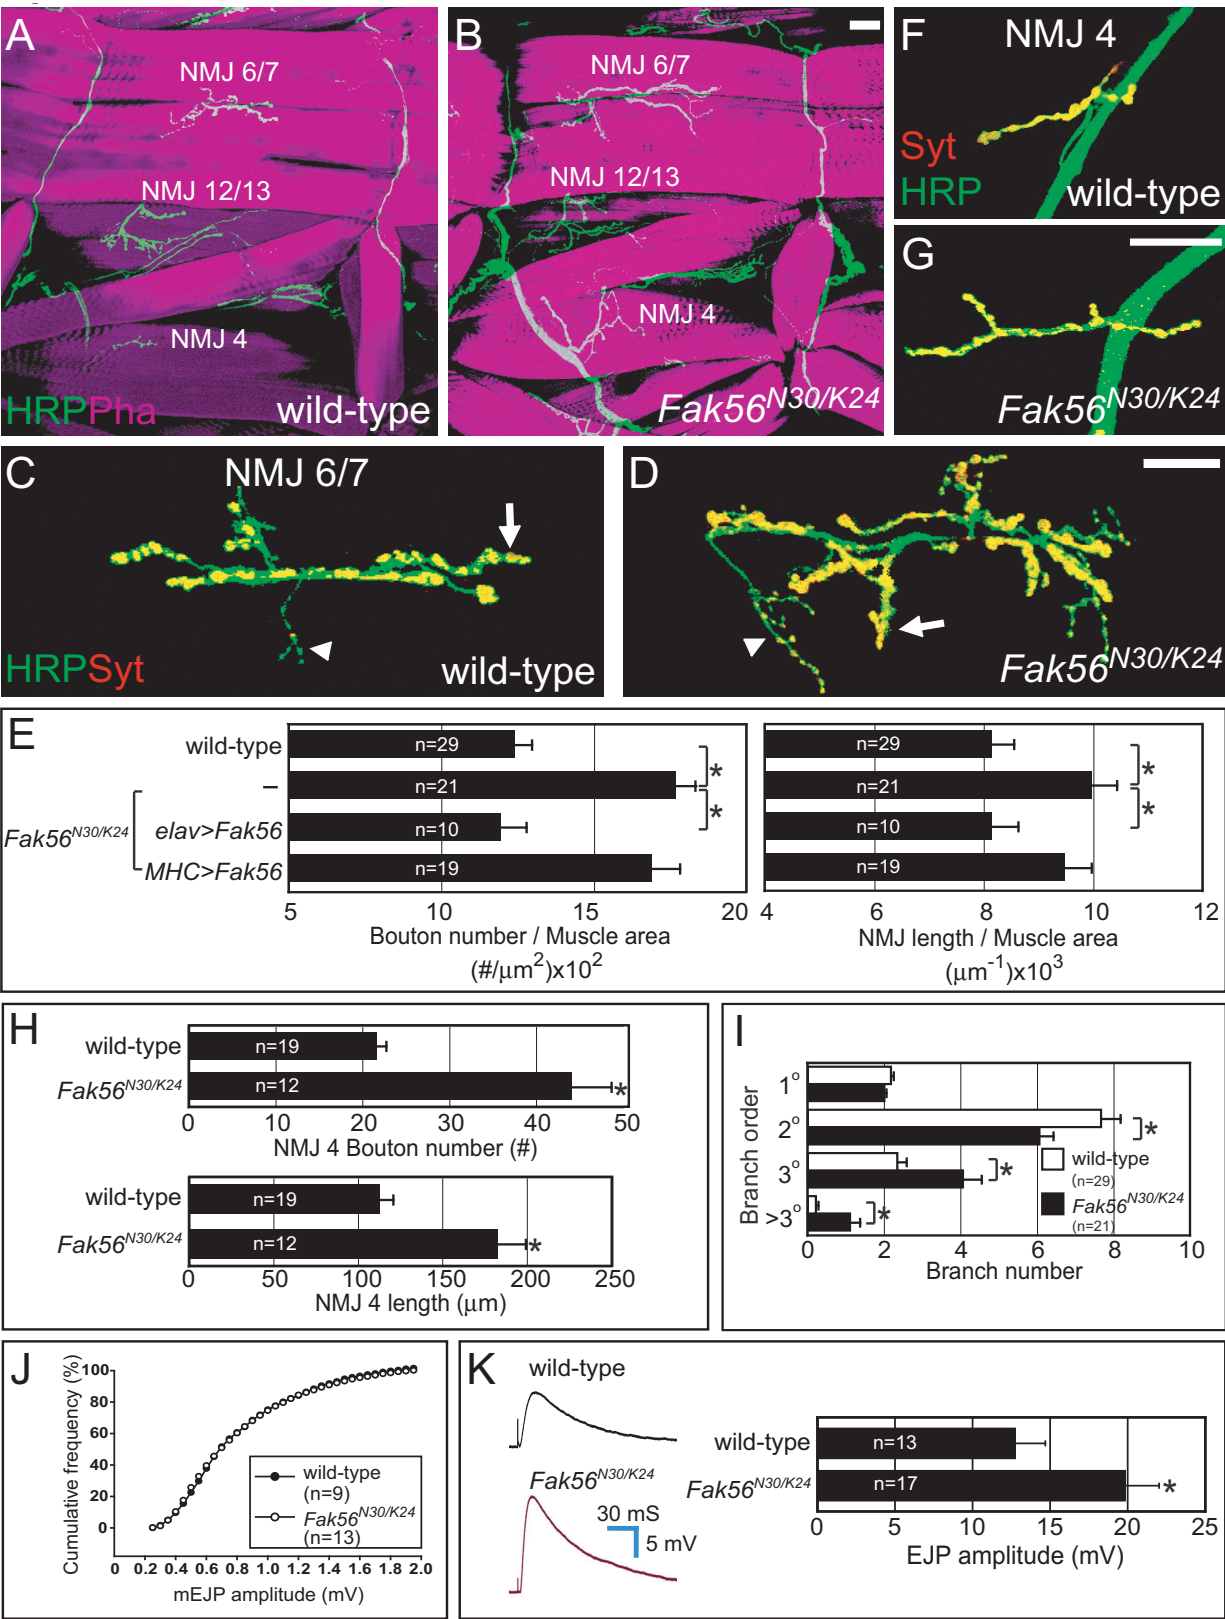 A
NMJ 6/7
NMJ 12/13
NMJ 4
HRPPha
wild-type
B
NMJ 6/7
NMJ 12/13
NMJ 4
Fak56N30/K24
F
NMJ 4
Syt
HRP
wild-type
G
Fak56N30/K24
C
NMJ 6/7
HRPSyt
wild-type
D
Fak56N30/K24
E
wild-type
–
Fak56N30/K24
elav>Fak56
MHC>Fak56
n=29
n=21
n=10
n=19
5 10 15 20
Bouton number / Muscle area
(#/μm2)x102
n=29
n=21
n=10
n=19
* *
* *
4 6 8 10 12
NMJ length / Muscle area
(μm-1)x103
H
wild-type
n=19
Fak56N30/K24
n=12
*
0 10 20 30 40 50
NMJ 4 Bouton number (#)
wild-type
n=19
Fak56N30/K24
n=12
*
0 50 100 150 200 250
NMJ 4 length (μm)
I
Branch order
1o
2o
3o
>3o
*
*
*
wild-type
(n=29)
Fak56N30/K24
(n=21)
0 2 4 6 8 10
Branch number
J
Cumulative frequency (%)
100
80
60
40
20
0
wild-type
(n=9)
Fak56N30/K24
(n=13)
0 0.2 0.4 0.6 0.8 1.0 1.2 1.4 1.6 1.8 2.0
mEJP amplitude (mV)
K
wild-type
Fak56N30/K24
30 mS
5 mV
wild-type
n=13
Fak56N30/K24
n=17
*
0 5 10 15 20 25
EJP amplitude (mV)